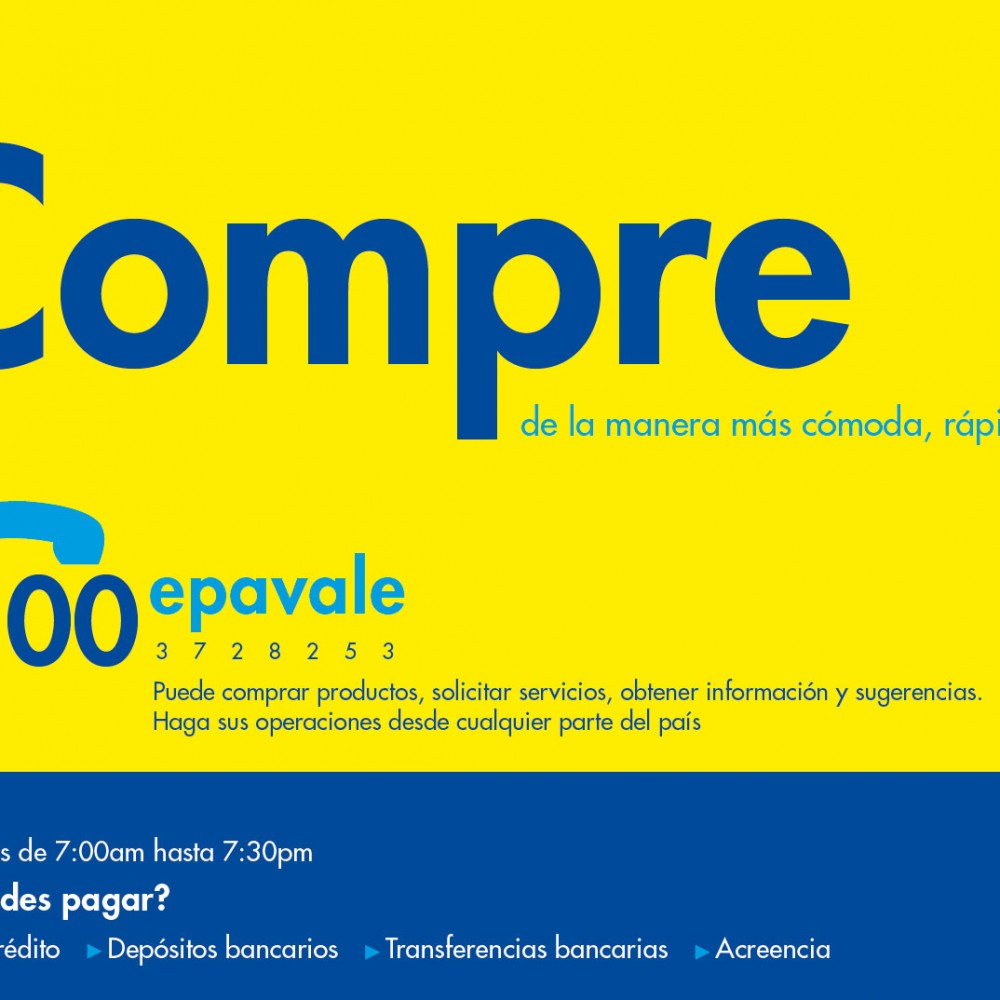 Compre
de la manera más cómoda, rápi
00 epavale
3 7 2 8 2 5 3
Puede comprar productos, solicitar servicios, obtener información y sugerencias.
Haga sus operaciones desde cualquier parte del país
s de 7:00am hasta 7:30pm
des pagar?
rédito ▸ Depósitos bancarios ▸ Transferencias bancarias ▸ Acreencia